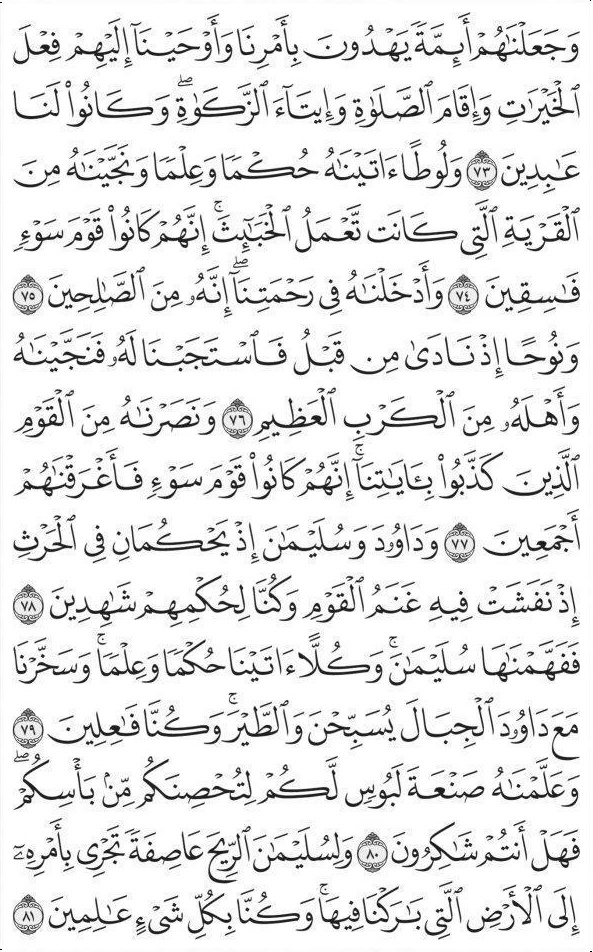 وَجَعَلْنَٰهُمْ أَئِمَّةً يَهْدُونَ بِأَمْرِنَا وَأَوْحَيْنَآ إِلَيْهِمْ فِعْلَ
ٱلْخَيْرَٰتِ وَإِقَامَ ٱلصَّلَوٰةِ وَإِيتَآءَ ٱلزَّكَوٰةِ ۖ وَكَانُوا۟ لَنَا
عَٰبِدِينَ ٧٣ وَلُوطًا ءَاتَيْنَٰهُ حُكْمًا وَعِلْمًا وَنَجَّيْنَٰهُ مِنَ
ٱلْقَرْيَةِ ٱلَّتِى كَانَت تَّعْمَلُ ٱلْخَبَٰٓئِثَ ۗ إِنَّهُمْ كَانُوا۟ قَوْمَ سَوْءٍ
فَٰسِقِينَ ٧٤ وَأَدْخَلْنَٰهُ فِى رَحْمَتِنَآ ۖ إِنَّهُۥ مِنَ ٱلصَّٰلِحِينَ ٧٥
وَنُوحًا إِذْ نَادَىٰ مِن قَبْلُ فَٱسْتَجَبْنَا لَهُۥ فَنَجَّيْنَٰهُ
وَأَهْلَهُۥ مِنَ ٱلْكَرْبِ ٱلْعَظِيمِ ٧٦ وَنَصَرْنَٰهُ مِنَ ٱلْقَوْمِ
ٱلَّذِينَ كَذَّبُوا۟ بِـَٔايَٰتِنَآ ۚ إِنَّهُمْ كَانُوا۟ قَوْمَ سَوْءٍ فَأَغْرَقْنَٰهُمْ
أَجْمَعِينَ ٧٧ وَدَاوُۥدَ وَسُلَيْمَٰنَ إِذْ يَحْكُمَانِ فِى ٱلْحَرْثِ
إِذْ نَفَشَتْ فِيهِ غَنَمُ ٱلْقَوْمِ وَكُنَّا لِحُكْمِهِمْ شَٰهِدِينَ ٧٨
فَفَهَّمْنَٰهَا سُلَيْمَٰنَ ۚ وَكُلًّا ءَاتَيْنَا حُكْمًا وَعِلْمًا ۚ وَسَخَّرْنَا
مَعَ دَاوُۥدَ ٱلْجِبَالَ يُسَبِّحْنَ وَٱلطَّيْرَ ۚ وَكُنَّا فَٰعِلِينَ ٧٩
وَعَلَّمْنَٰهُ صَنْعَةَ لَبُوسٍ لَّكُمْ لِتُحْصِنَكُم مِّنۢ بَأْسِكُمْ ۖ
فَهَلْ أَنتُمْ شَٰكِرُونَ ٨٠ وَلِسُلَيْمَٰنَ ٱلرِّيحَ عَاصِفَةً تَجْرِى بِأَمْرِهِۦٓ
إِلَى ٱلْأَرْضِ ٱلَّتِى بَٰرَكْنَا فِيهَا ۚ وَكُنَّا بِكُلِّ شَىْءٍ عَٰلِمِينَ ٨١